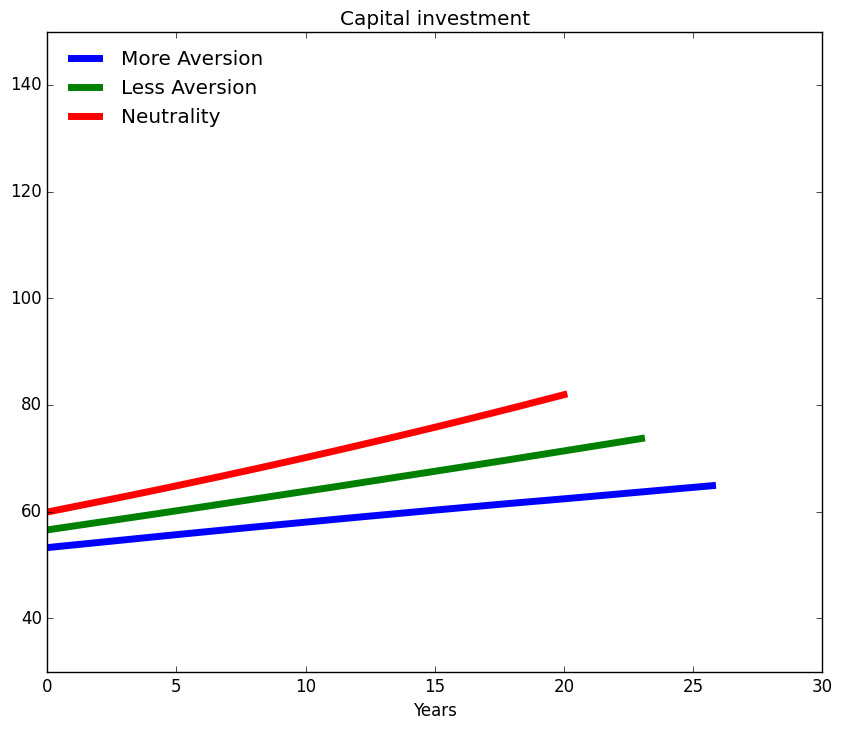 Capital investment
More Aversion
Less Aversion
Neutrality
140
120
100
80
60
40
0 5 10 15 20 25 30
Years